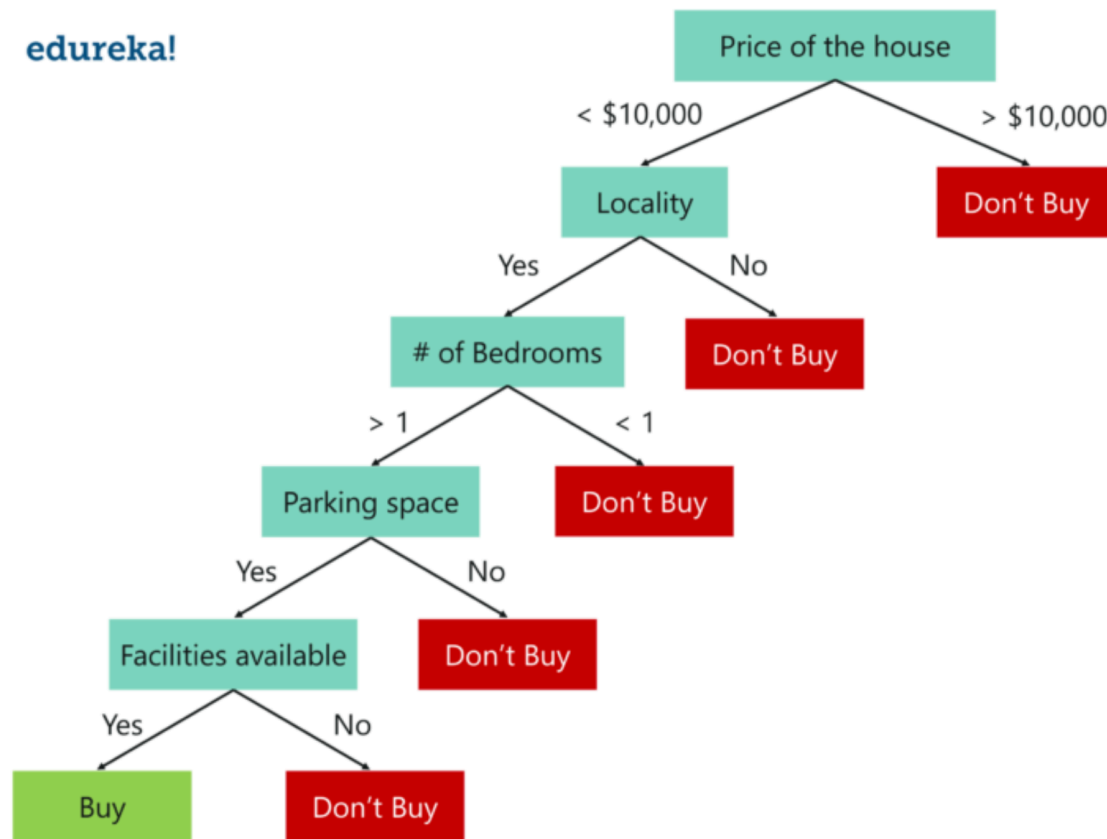 edureka!
Price of the house
< $10,000
> $10,000
Locality
Don't Buy
Yes
No
# of Bedrooms
Don't Buy
> 1
< 1
Parking space
Don't Buy
Yes
No
Facilities available
Don't Buy
Yes
No
Buy
Don't Buy